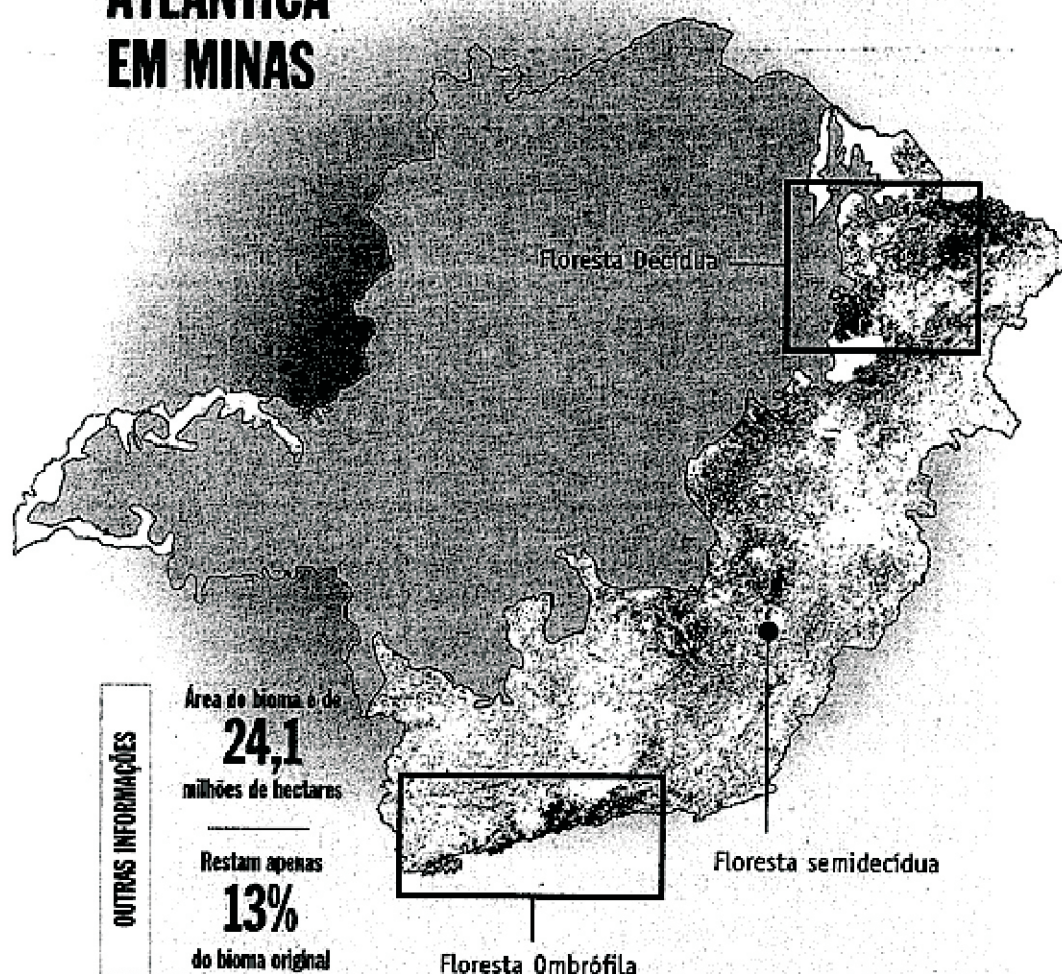 ATLÂNTICA
EM MINAS
Floresta Decídua
Área do bioma é de
24,1
milhões de hectares
Restam apenas
13%
do bioma original
OUTRAS INFORMAÇÕES
Floresta semidecídua
Floresta Ombrófila